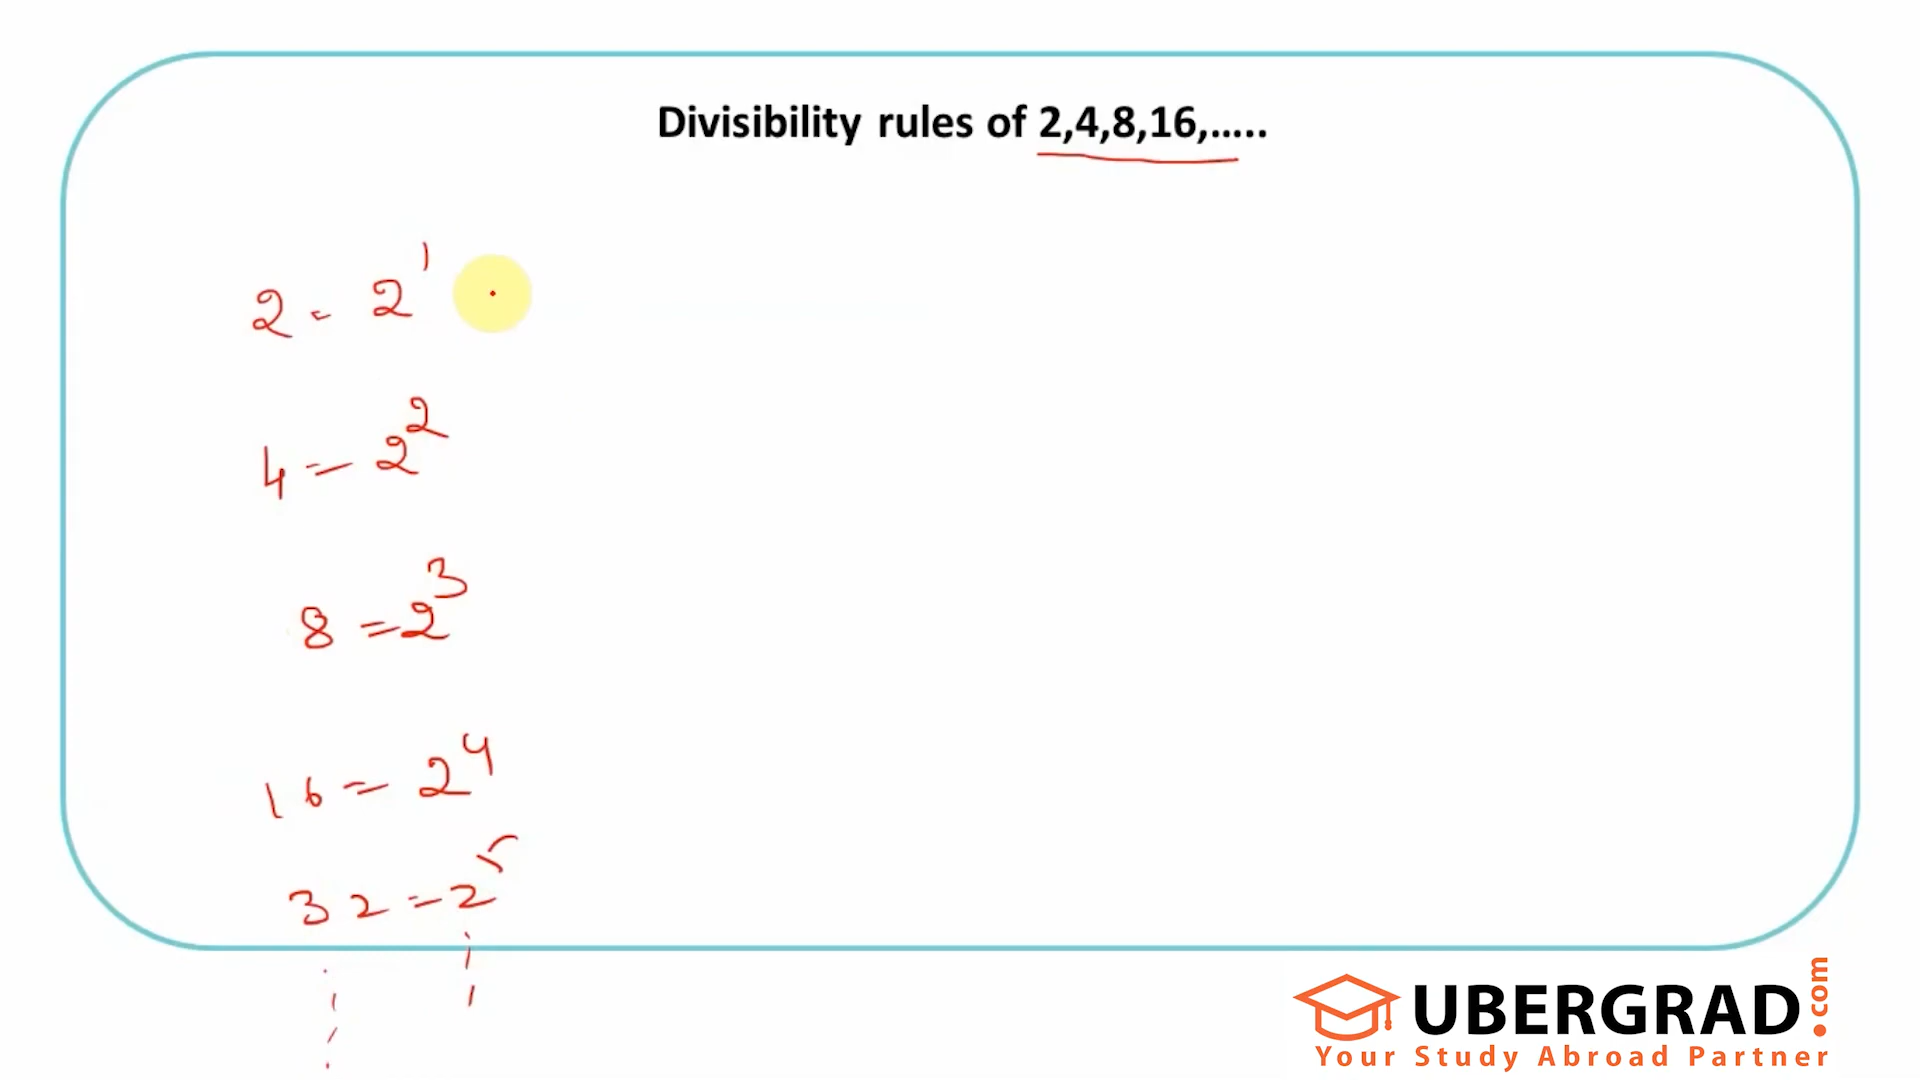 Divisibility rules of 2,4,8,16,.....
2 = 2¹
4 = 2²
8 = 2³
16 = 2⁴
32 = 2⁵
UBERGRAD.com
Your Study Abroad Partner